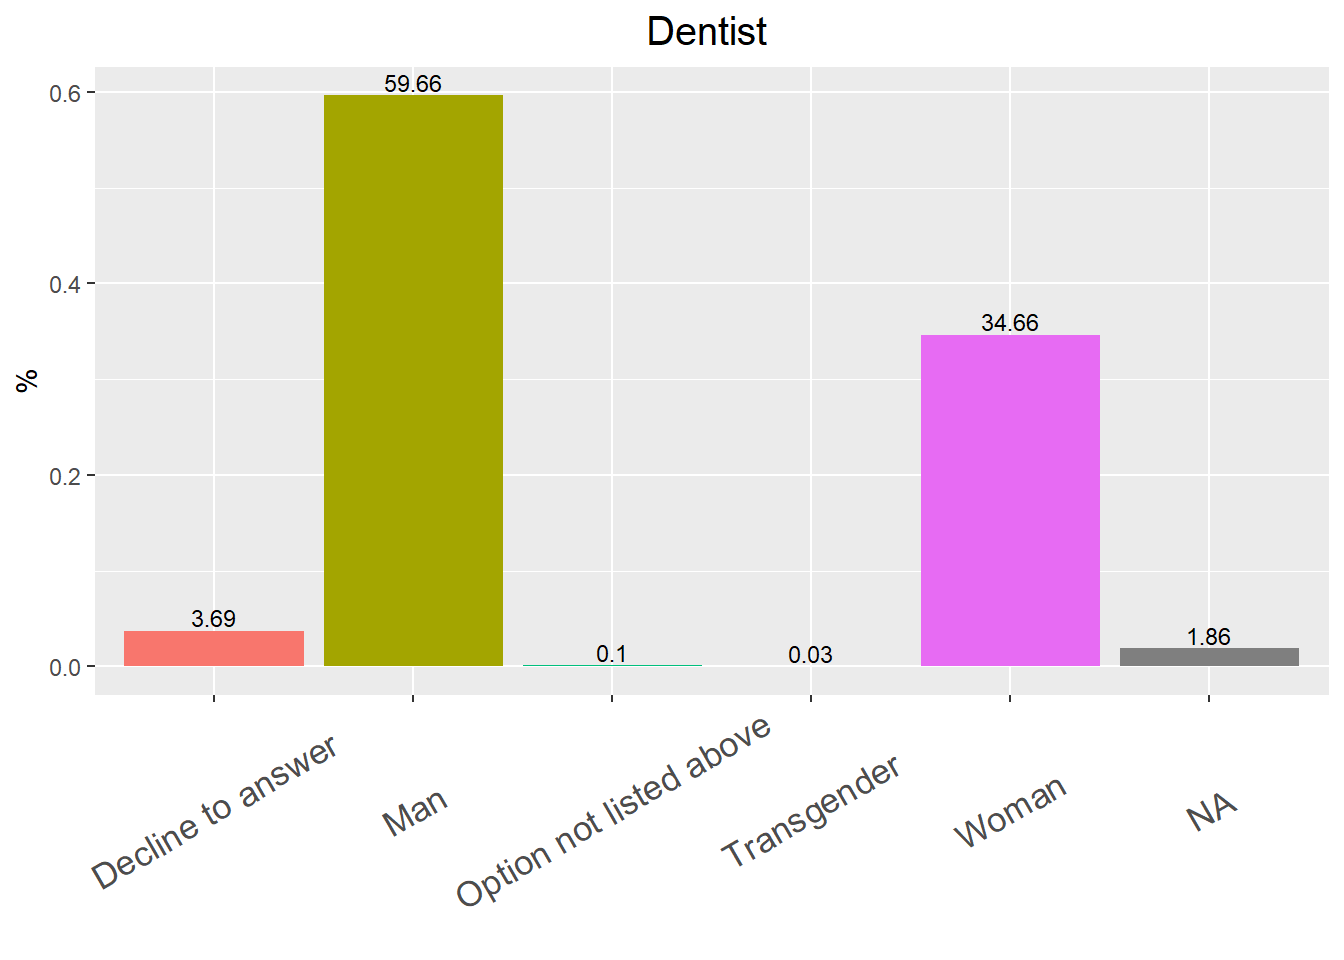 Dentist
%
0.6
0.4
0.2
0.0
3.69
59.66
0.1
0.03
34.66
1.86
Decline to answer
Man
Option not listed above
Transgender
Woman
NA